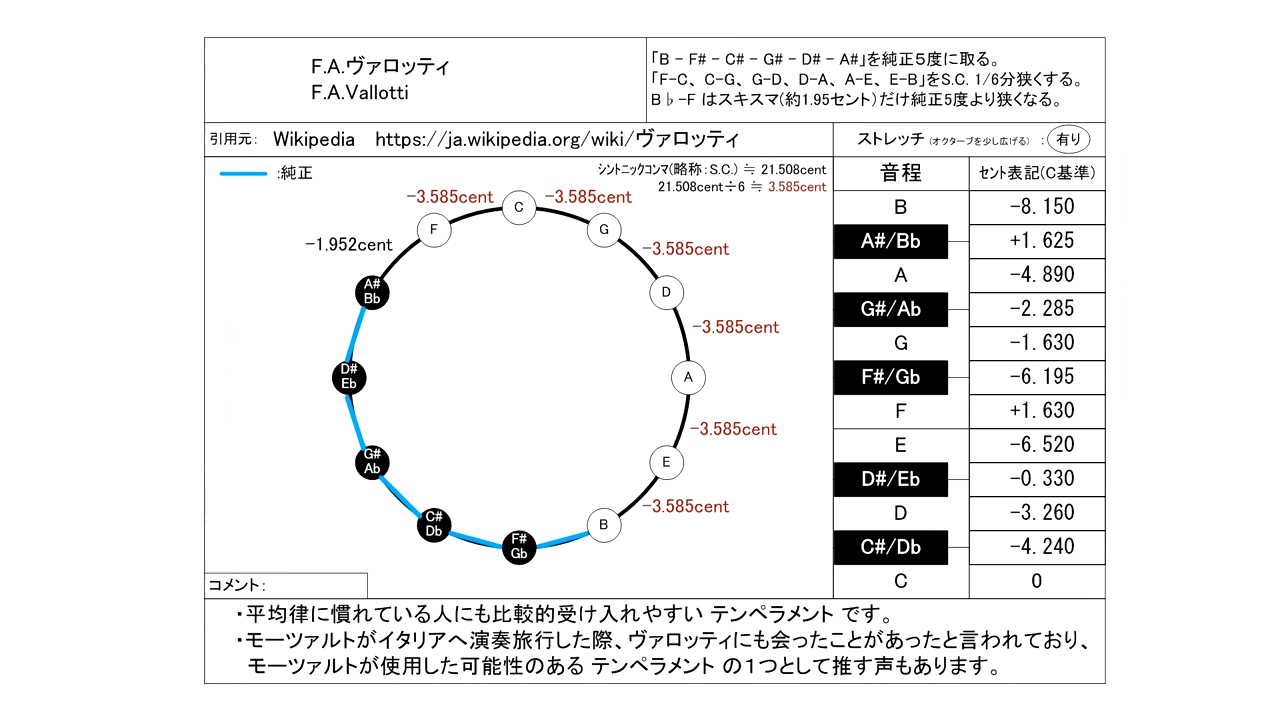 F.A.ヴァロッティ
F.A.Vallotti
「B − F# − C# − G# − D# − A#」を純正5度に取る。
「F-C、 C-G、 G-D、 D-A、 A-E、 E-B」をS.C. 1/6分狭くする。
B♭-F はスキスマ(約1.95セント)だけ純正5度より狭くなる。
引用元: Wikipedia https://ja.wikipedia.org/wiki/ヴァロッティ
ストレッチ (オクターブを少し広げる) : 有り
:純正
シントニックコンマ(略称:S.C.) ≒ 21.508cent
21.508cent÷6 ≒ 3.585cent
-3.585cent
C
-3.585cent
F
G
-1.952cent
-3.585cent
A#
Bb
D
-3.585cent
D#
Eb
A
-3.585cent
G#
Ab
E
-3.585cent
C#
Db
B
F#
Gb
音程 セント表記(C基準)
B -8.150
A#/Bb +1.625
A -4.890
G#/Ab -2.285
G -1.630
F#/Gb -6.195
F +1.630
E -6.520
D#/Eb -0.330
D -3.260
C#/Db -4.240
C 0
コメント:
・平均律に慣れている人にも比較的受け入れやすい テンペラメント です。
・モーツァルトがイタリアへ演奏旅行した際、ヴァロッティにも会ったことがあったと言われており、
モーツァルトが使用した可能性のある テンペラメント の1つとして推す声もあります。